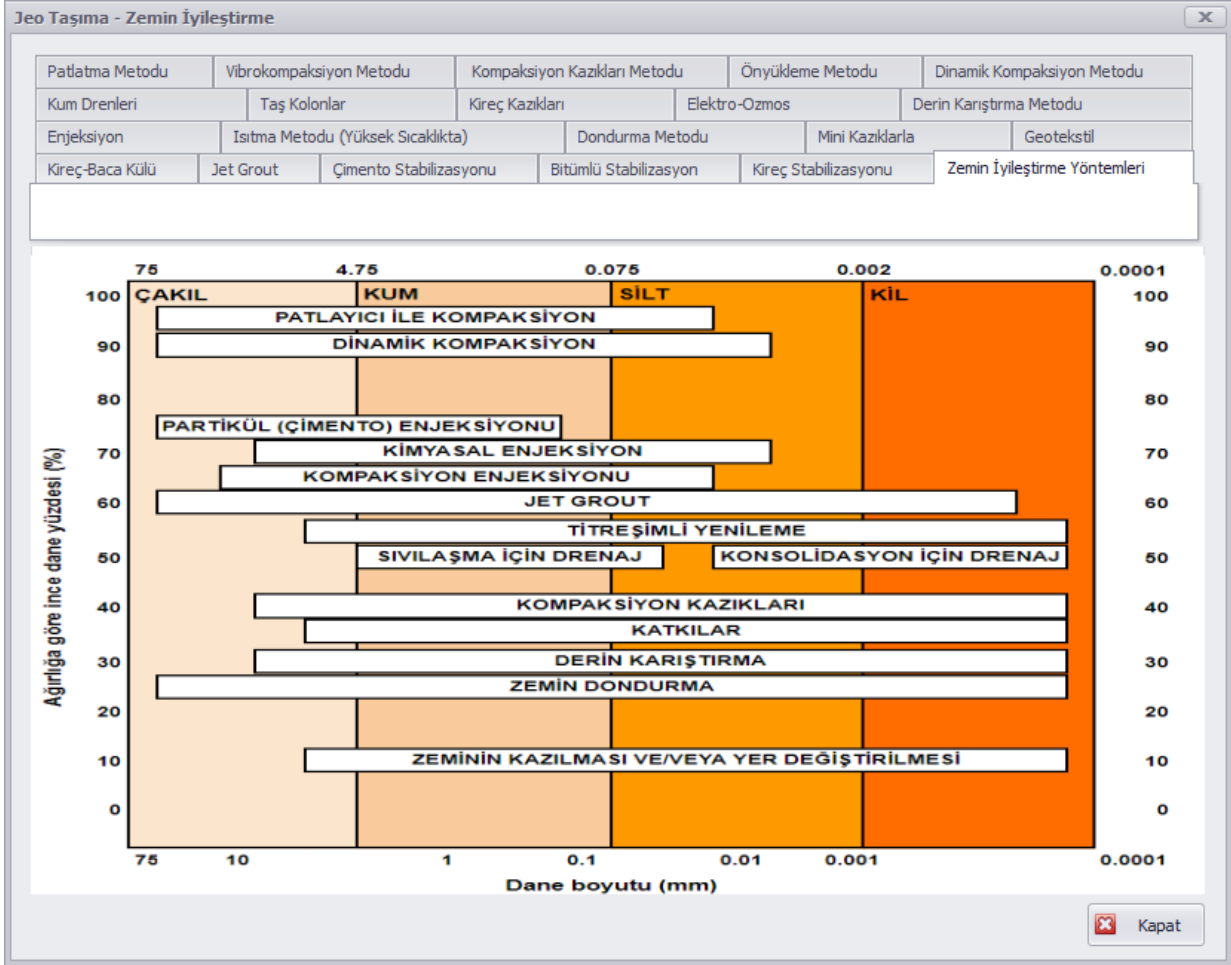 Jeo Taşıma - Zemin İyileştirme
Patlatma Metodu Vibrokompaksiyon Metodu Kompaksiyon Kazıkları Metodu Önyükleme Metodu Dinamik Kompaksiyon Metodu
Kum Drenleri Taş Kolonlar Kireç Kazıkları Elektro-Ozmos Derin Karıştırma Metodu
Enjeksiyon Isıtma Metodu (Yüksek Sıcaklıkta) Dondurma Metodu Mini Kazıklarla Geotekstil
Kireç-Baca Külü Jet Grout Çimento Stabilizasyonu Bitümlü Stabilizasyon Kireç Stabilizasyonu Zemin İyileştirme Yöntemleri
75 4.75 0.075 0.002 0.0001
100 ÇAKIL KUM SİLT KİL 100
PATLAYICI İLE KOMPAKSİYON
90 DİNAMİK KOMPAKSİYON 90
80 80
PARTİKÜL (ÇİMENTO) ENJEKSİYONU
70 KİMYASAL ENJEKSİYON 70
KOMPAKSİYON ENJEKSİYONU
60 JET GROUT 60
TİTREŞİMLİ YENİLEME
50 SIVILAŞMA İÇİN DRENAJ KONSOLİDASYON İÇİN DRENAJ 50
40 KOMPAKSİYON KAZIKLARI 40
KATKILAR
30 DERİN KARIŞTIRMA 30
ZEMİN DONDURMA
20 20
10 ZEMİNİN KAZILMASI VE/VEYA YER DEĞİŞTİRİLMESİ 10
0 0
Ağırlığa göre ince dane yüzdesi (%)
75 10 1 0.1 0.01 0.001 0.0001
Dane boyutu (mm)
Kapat